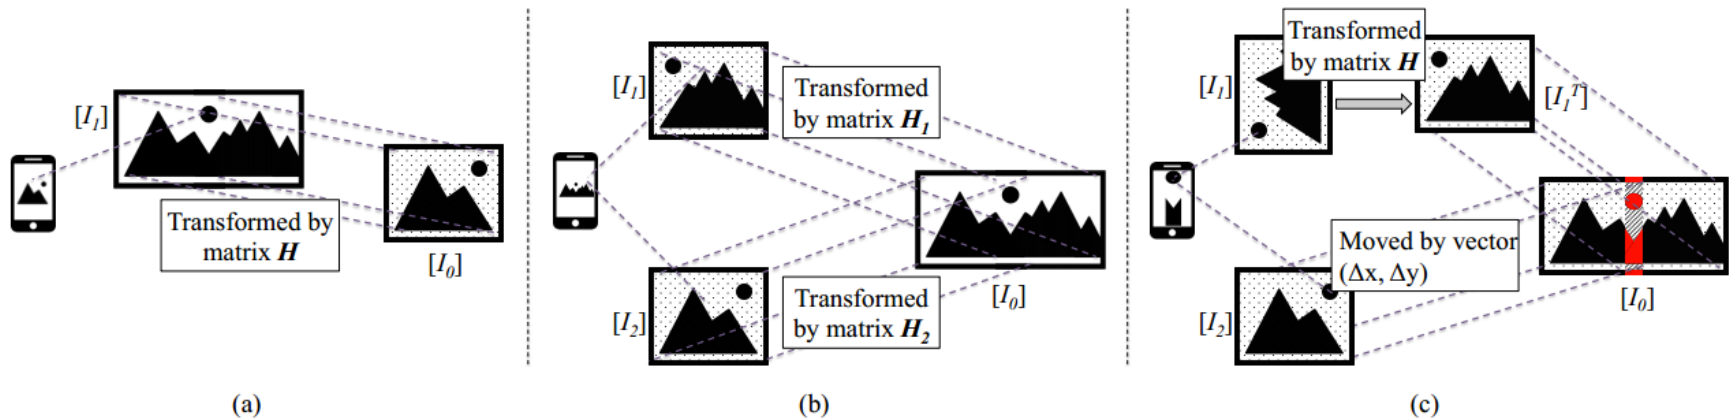 [I₁]
Transformed by
matrix H
[I₀]
(a)
[I₁]
Transformed
by matrix H₁
[I₂]
Transformed
by matrix H₂
[I₀]
(b)
[I₁]
Transformed
by matrix H
[I₁ᵀ]
Moved by vector
(Δx, Δy)
[I₂]
[I₀]
(c)